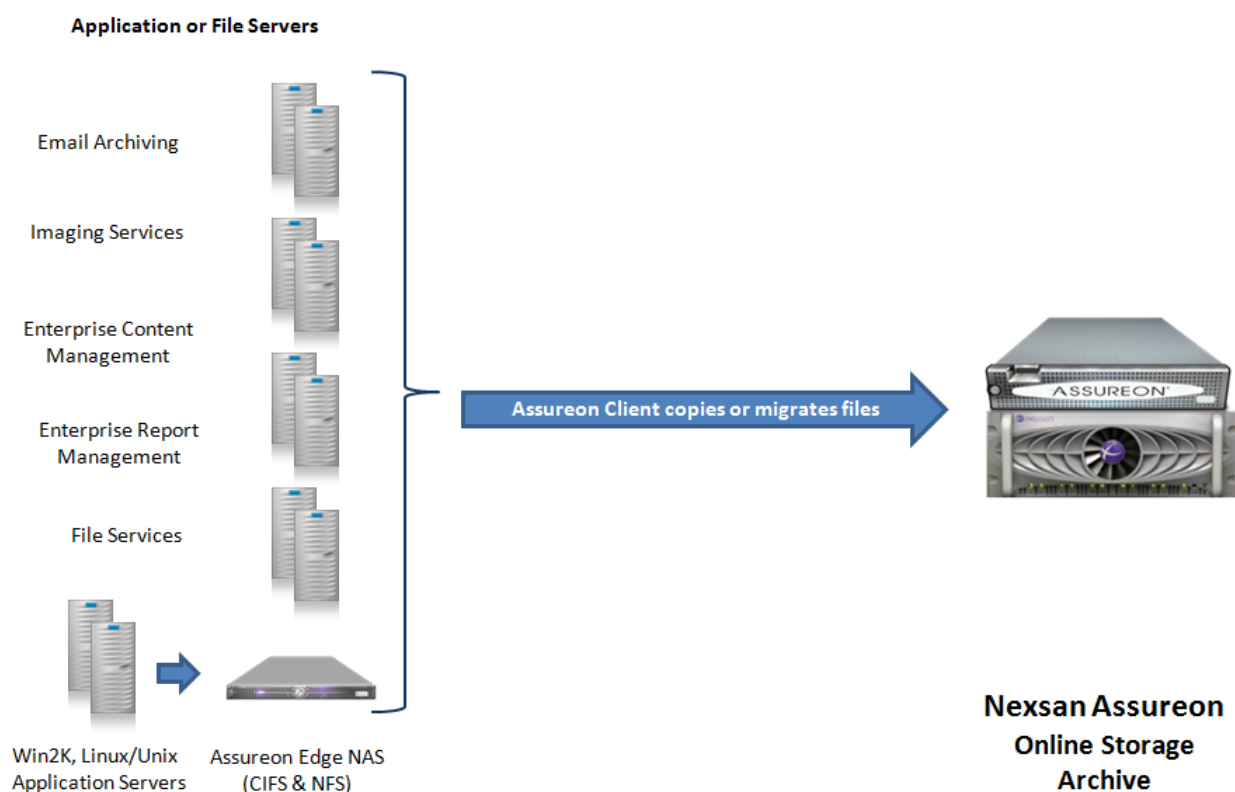 Application or File Servers
Email Archiving
Imaging Services
Enterprise Content
Management
Enterprise Report
Management
File Services
Win2K, Linux/Unix
Application Servers
Assureon Edge NAS
(CIFS & NFS)
Assureon Client copies or migrates files
ASSUREON
Nexsan Assureon
Online Storage
Archive